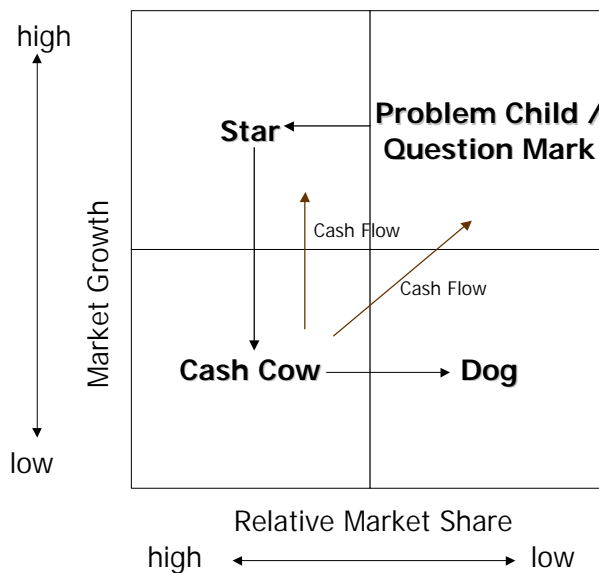 high
Problem Child /
Question Mark
Star
Cash Flow
Cash Flow
Market Growth
Cash Cow
Dog
low
Relative Market Share
high
low